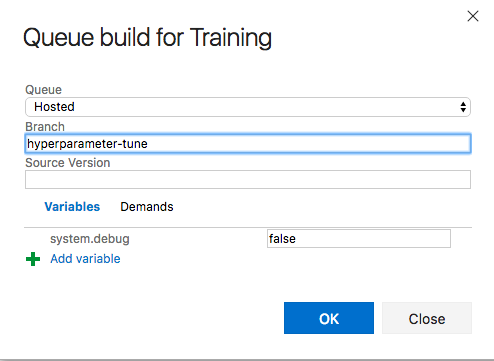 Queue build for Training
Queue
Hosted
Branch
hyperparameter-tune
Source Version
Variables Demands
system.debug false
Add variable
OK Close